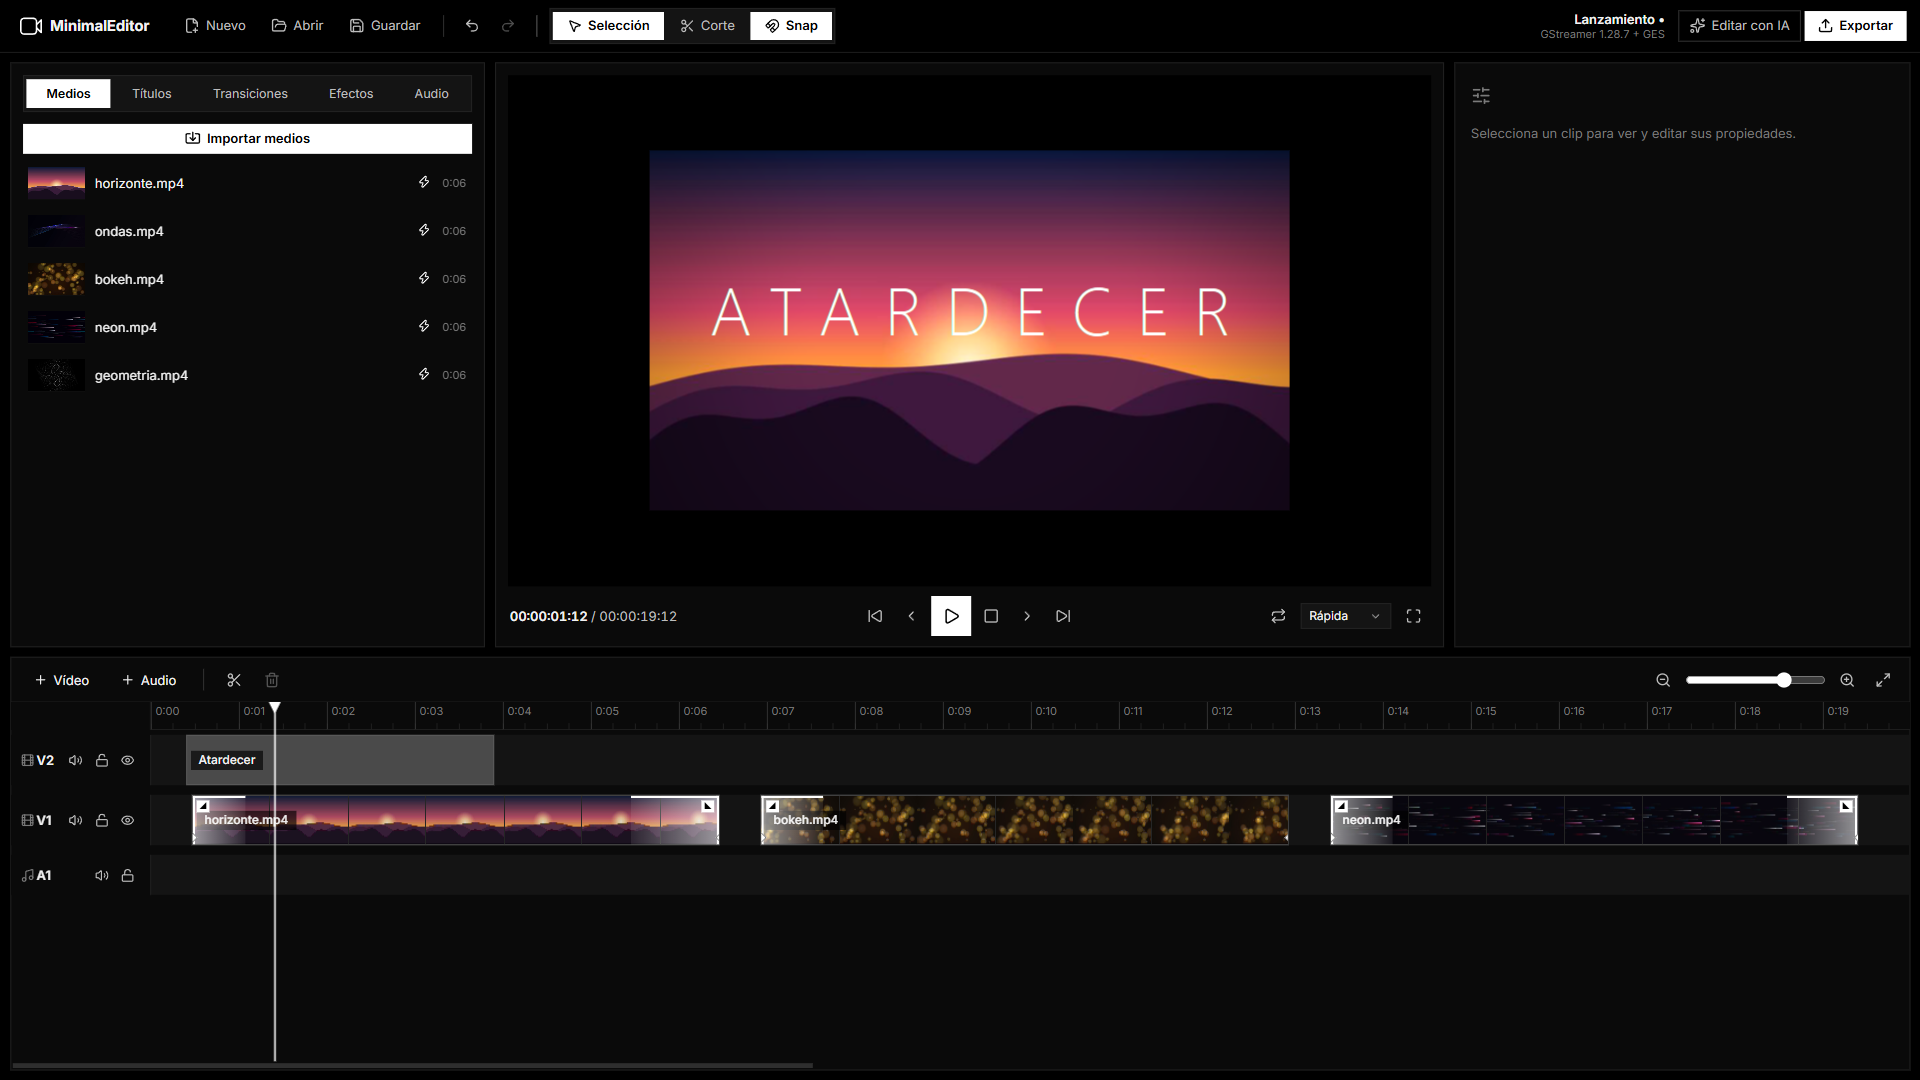 MinimalEditor Nuevo Abrir Guardar Selección Corte Snap Lanzamiento • Editar con IA Exportar
GStreamer 1.28.7 + GES
Medios Títulos Transiciones Efectos Audio
Importar medios
horizonte.mp4 0:06
ondas.mp4 0:06
bokeh.mp4 0:06
neon.mp4 0:06
geometria.mp4 0:06
ATARDECER
Selecciona un clip para ver y editar sus propiedades.
00:00:01:12 / 00:00:19:12 Rápida
+ Vídeo + Audio
0:00 0:01 0:02 0:03 0:04 0:05 0:06 0:07 0:08 0:09 0:10 0:11 0:12 0:13 0:14 0:15 0:16 0:17 0:18 0:19
V2 Atardecer
V1 horizonte.mp4 bokeh.mp4 neon.mp4
A1